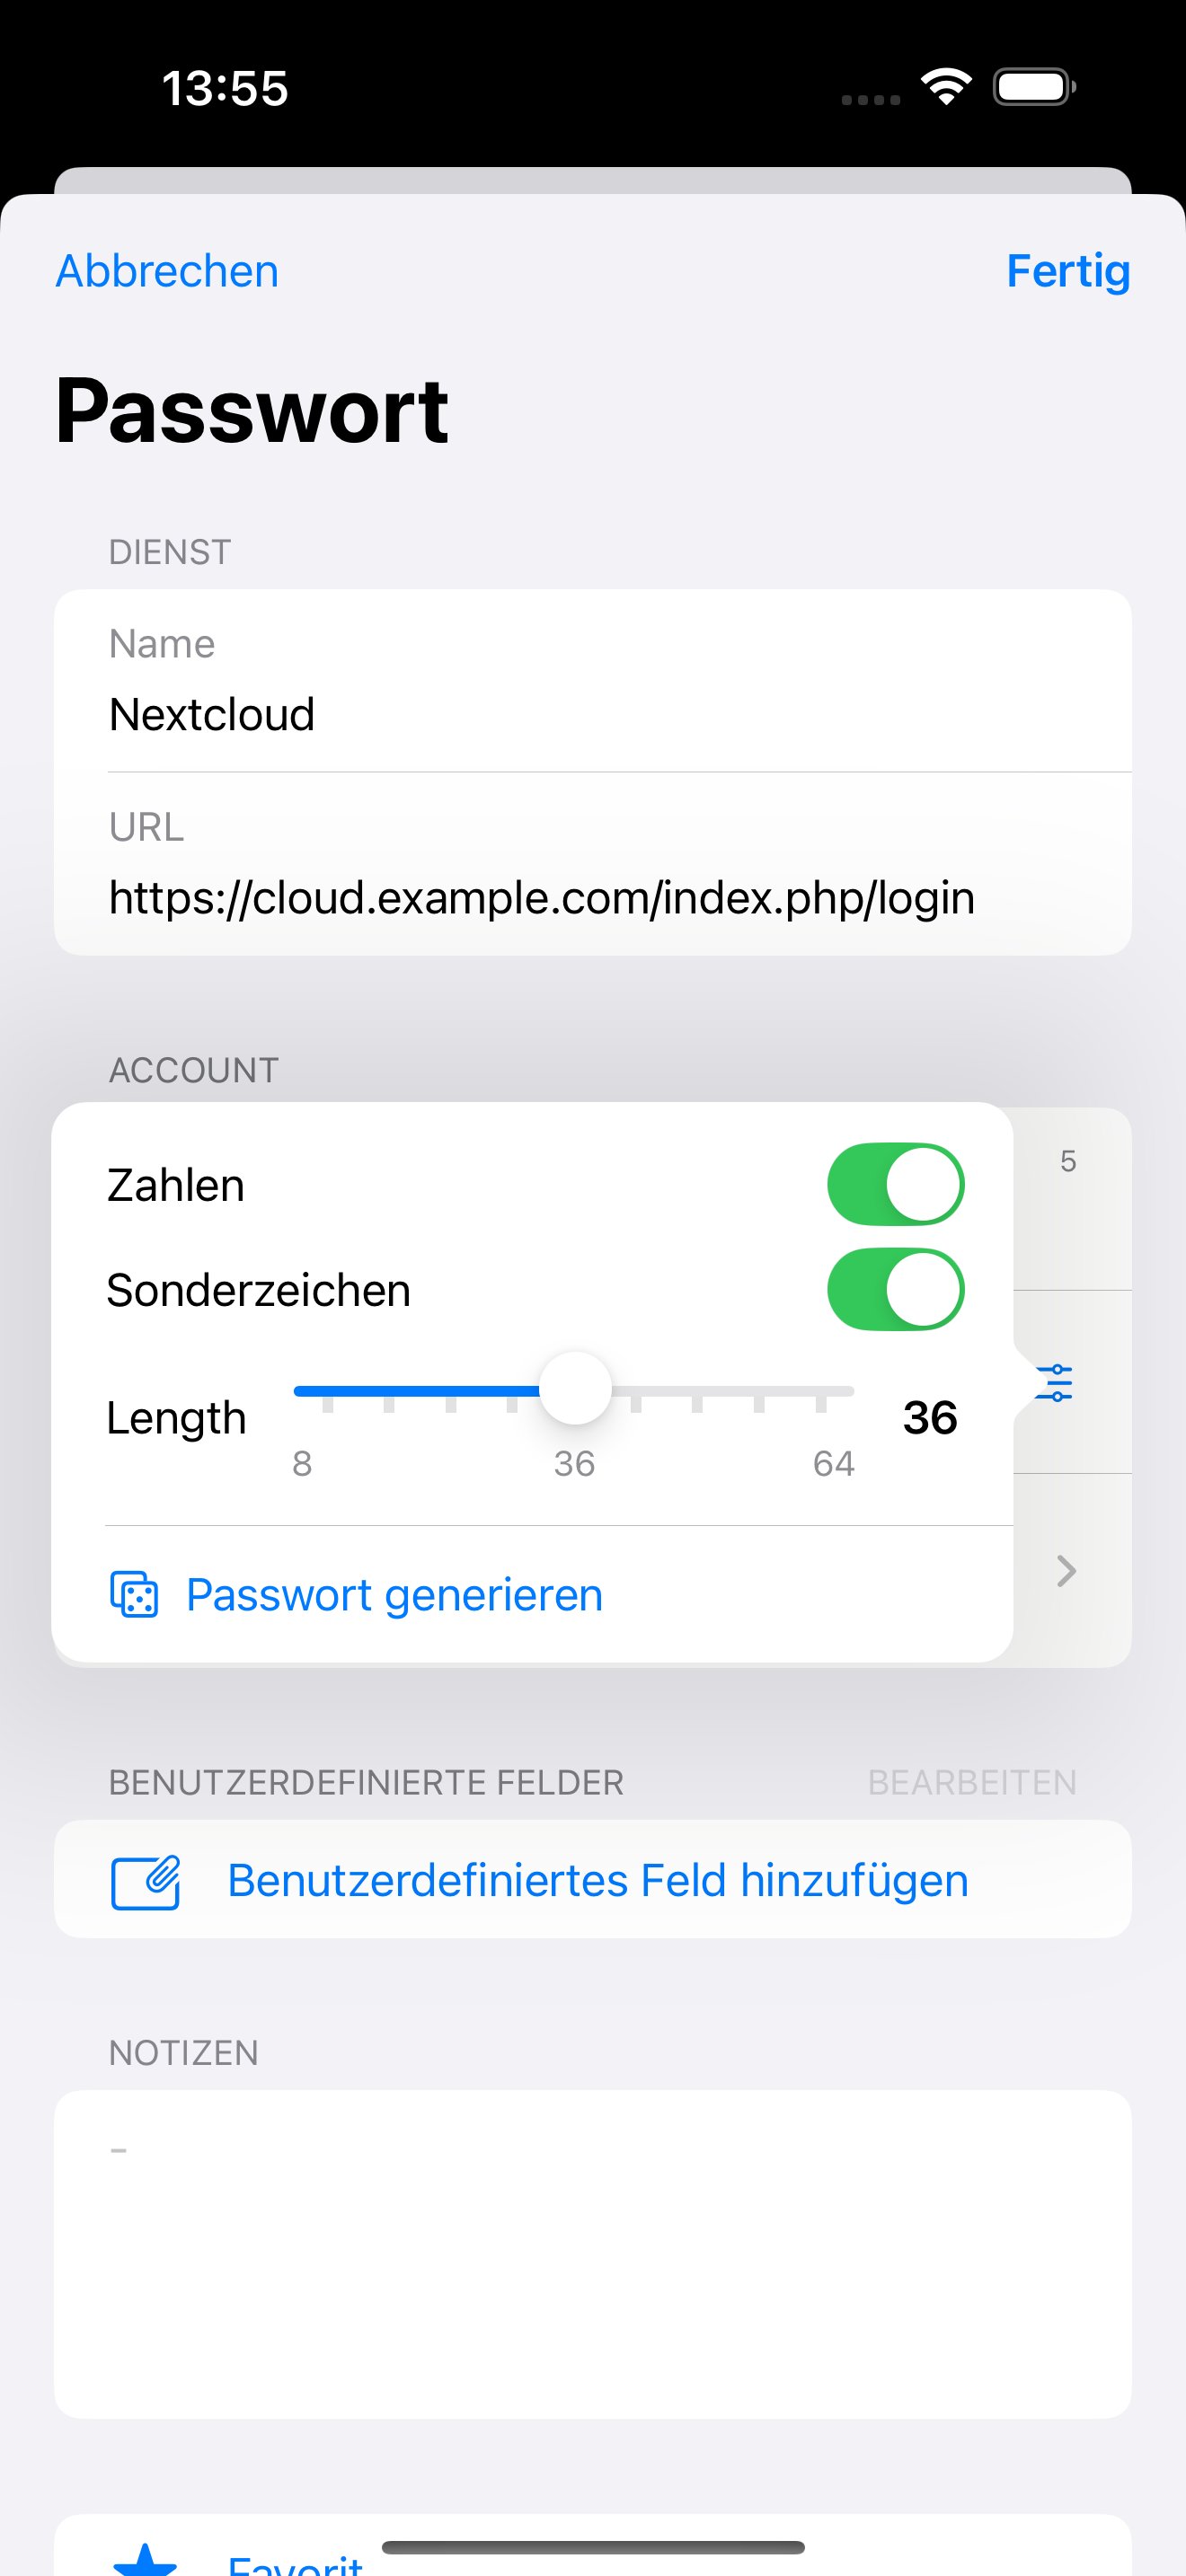 13:55
Abbrechen
Fertig
Passwort
DIENST
Name
Nextcloud
URL
https://cloud.example.com/index.php/login
ACCOUNT
Zahlen
5
Sonderzeichen
Length
36
8
36
64
Passwort generieren
BENUTZERDEFINIERTE FELDER
BEARBEITEN
Benutzerdefiniertes Feld hinzufügen
NOTIZEN
-
Favorit